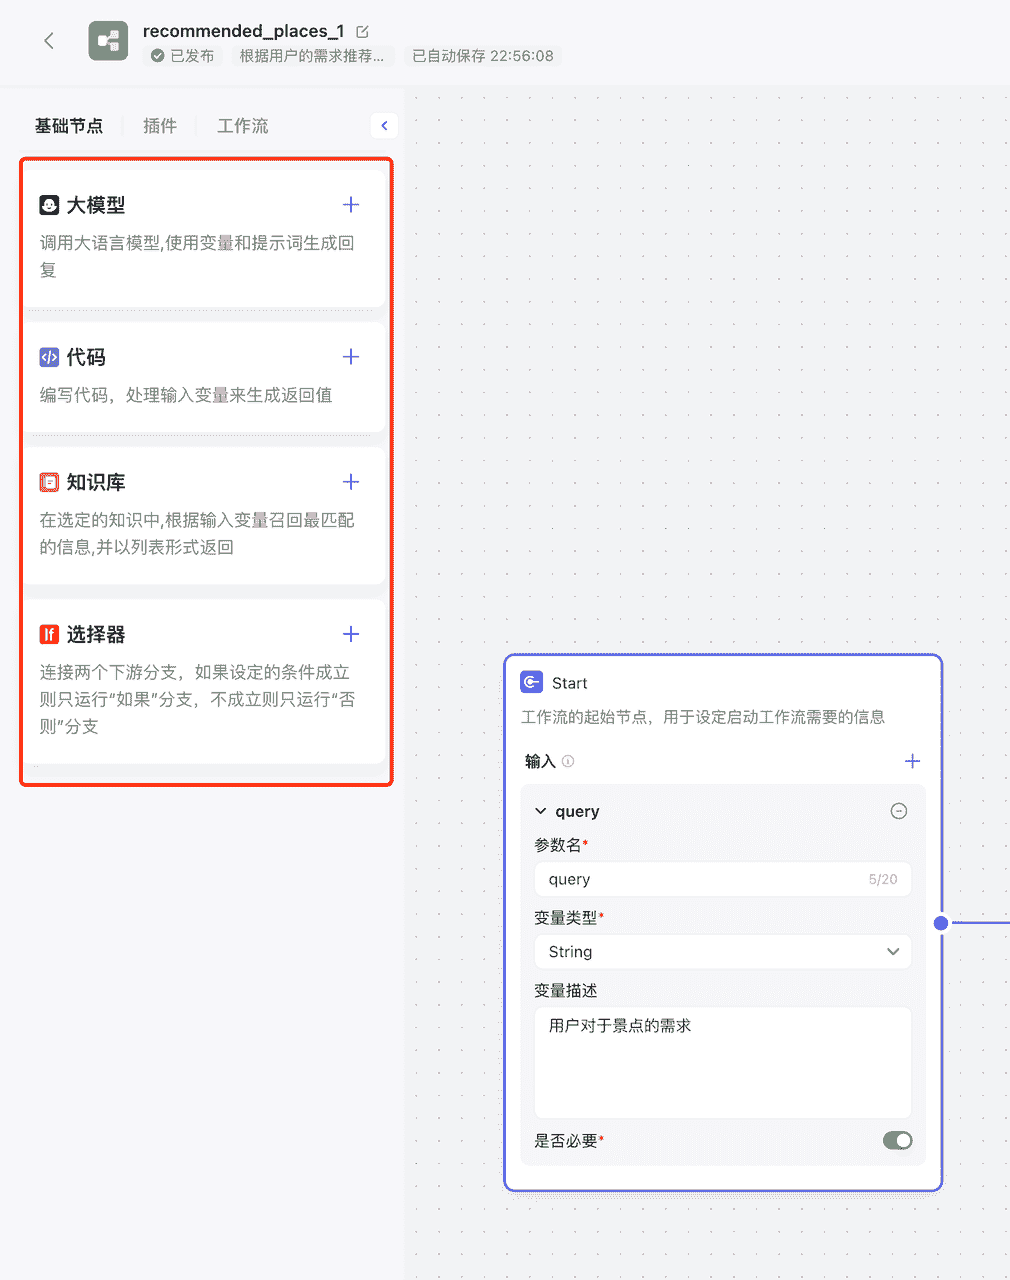 recommended_places_1
已发布 根据用户的需求推荐... 已自动保存 22:56:08
基础节点 插件 工作流
大模型
调用大语言模型,使用变量和提示词生成回
复
代码
编写代码，处理输入变量来生成返回值
知识库
在选定的知识中,根据输入变量召回最匹配
的信息,并以列表形式返回
If 选择器
连接两个下游分支，如果设定的条件成立
则只运行“如果”分支，不成立则只运行“否
则”分支
Start
工作流的起始节点，用于设定启动工作流需要的信息
输入
query
参数名*
query 5/20
变量类型*
String
变量描述
用户对于景点的需求
是否必要*